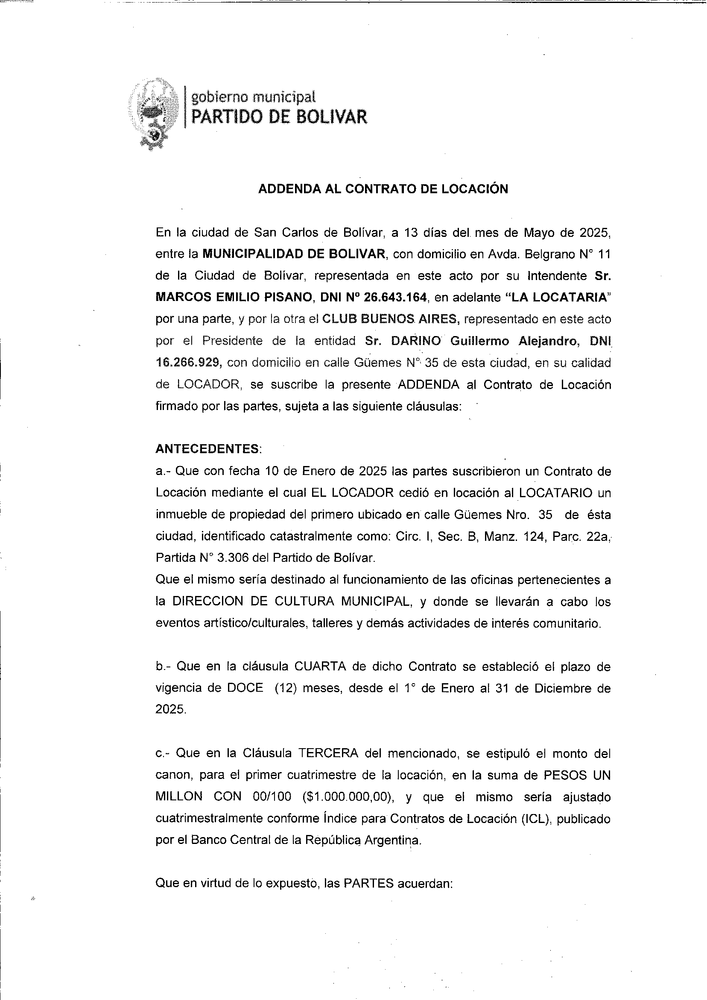 gobierno municipal
PARTIDO DE BOLIVAR
ADDENDA AL CONTRATO DE LOCACIÓN
En la ciudad de San Carlos de Bolívar, a 13 días del mes de Mayo de 2025,
entre la MUNICIPALIDAD DE BOLIVAR, con domicilio en Avda. Belgrano N° 11
de la Ciudad de Bolívar, representada en este acto por su Intendente Sr.
MARCOS EMILIO PISANO, DNI Nº 26.643.164, en adelante “LA LOCATARIA”
por una parte, y por la otra el CLUB BUENOS AIRES, representado en este acto
por el Presidente de la entidad Sr. DARINO Guillermo Alejandro, DNI
16.266.929, con domicilio en calle Güemes N° 35 de esta ciudad, en su calidad
de LOCADOR, se suscribe la presente ADDENDA al Contrato de Locación
firmado por las partes, sujeta a las siguiente cláusulas:
ANTECEDENTES:
a.- Que con fecha 10 de Enero de 2025 las partes suscribieron un Contrato de
Locación mediante el cual EL LOCADOR cedió en locación al LOCATARIO un
inmueble de propiedad del primero ubicado en calle Güemes Nro. 35 de ésta
ciudad, identificado catastralmente como: Circ. I, Sec. B, Manz. 124, Parc. 22a,
Partida N° 3.306 del Partido de Bolívar.
Que el mismo sería destinado al funcionamiento de las oficinas pertenecientes a
la DIRECCION DE CULTURA MUNICIPAL, y donde se llevarán a cabo los
eventos artístico/culturales, talleres y demás actividades de interés comunitario.
b.- Que en la cláusula CUARTA de dicho Contrato se estableció el plazo de
vigencia de DOCE (12) meses, desde el 1° de Enero al 31 de Diciembre de
2025.
c.- Que en la Cláusula TERCERA del mencionado, se estipuló el monto del
canon, para el primer cuatrimestre de la locación, en la suma de PESOS UN
MILLON CON 00/100 ($1.000.000,00), y que el mismo sería ajustado
cuatrimestralmente conforme Índice para Contratos de Locación (ICL), publicado
por el Banco Central de la República Argentina.
Que en virtud de lo expuesto, las PARTES acuerdan: